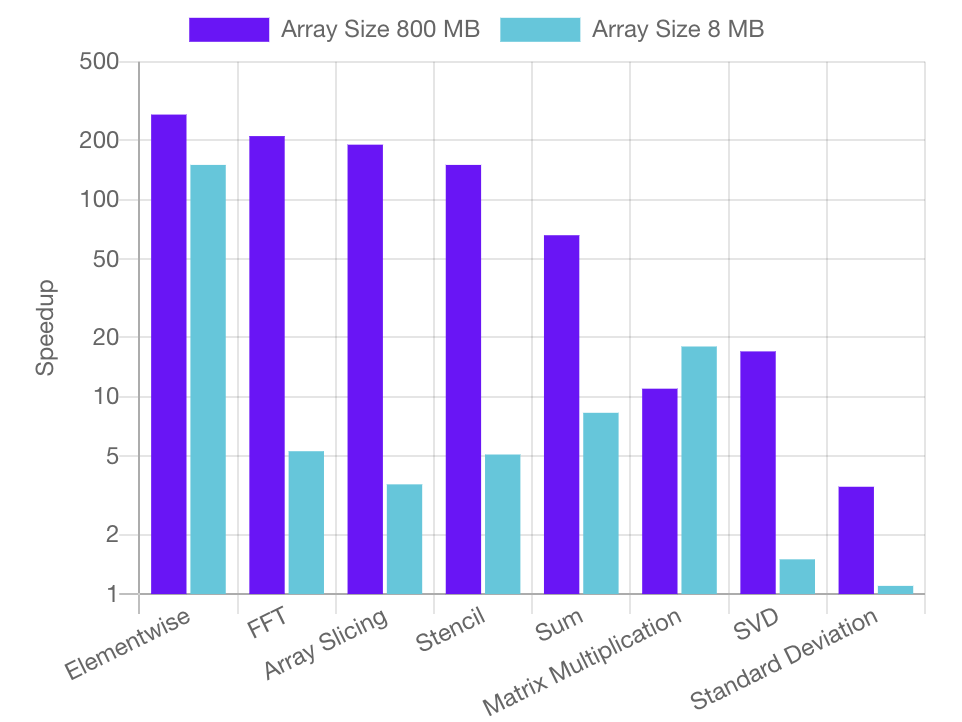 Array Size 800 MB Array Size 8 MB
500
200
100
50
20
10
5
2
1
Speedup
Elementwise
FFT
Array Slicing
Stencil
Sum
Matrix Multiplication
SVD
Standard Deviation